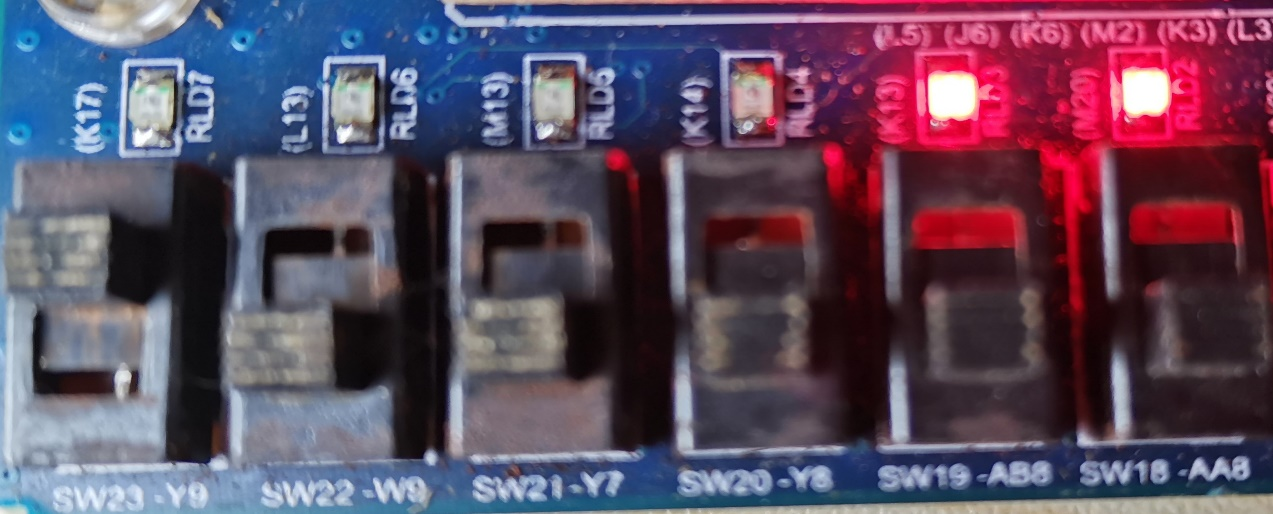 (L5) (J6) (K6) (M2) (K3) (L3)
(K17) RLD7 (L13) RLD6 (M13) RLD5 (K14) RLD4 (K13) RLD3 (M20) RLD2
SW23 -Y9 SW22 -W9 SW21-Y7 SW20 -Y8 SW19 -AB8 SW18 -AA8